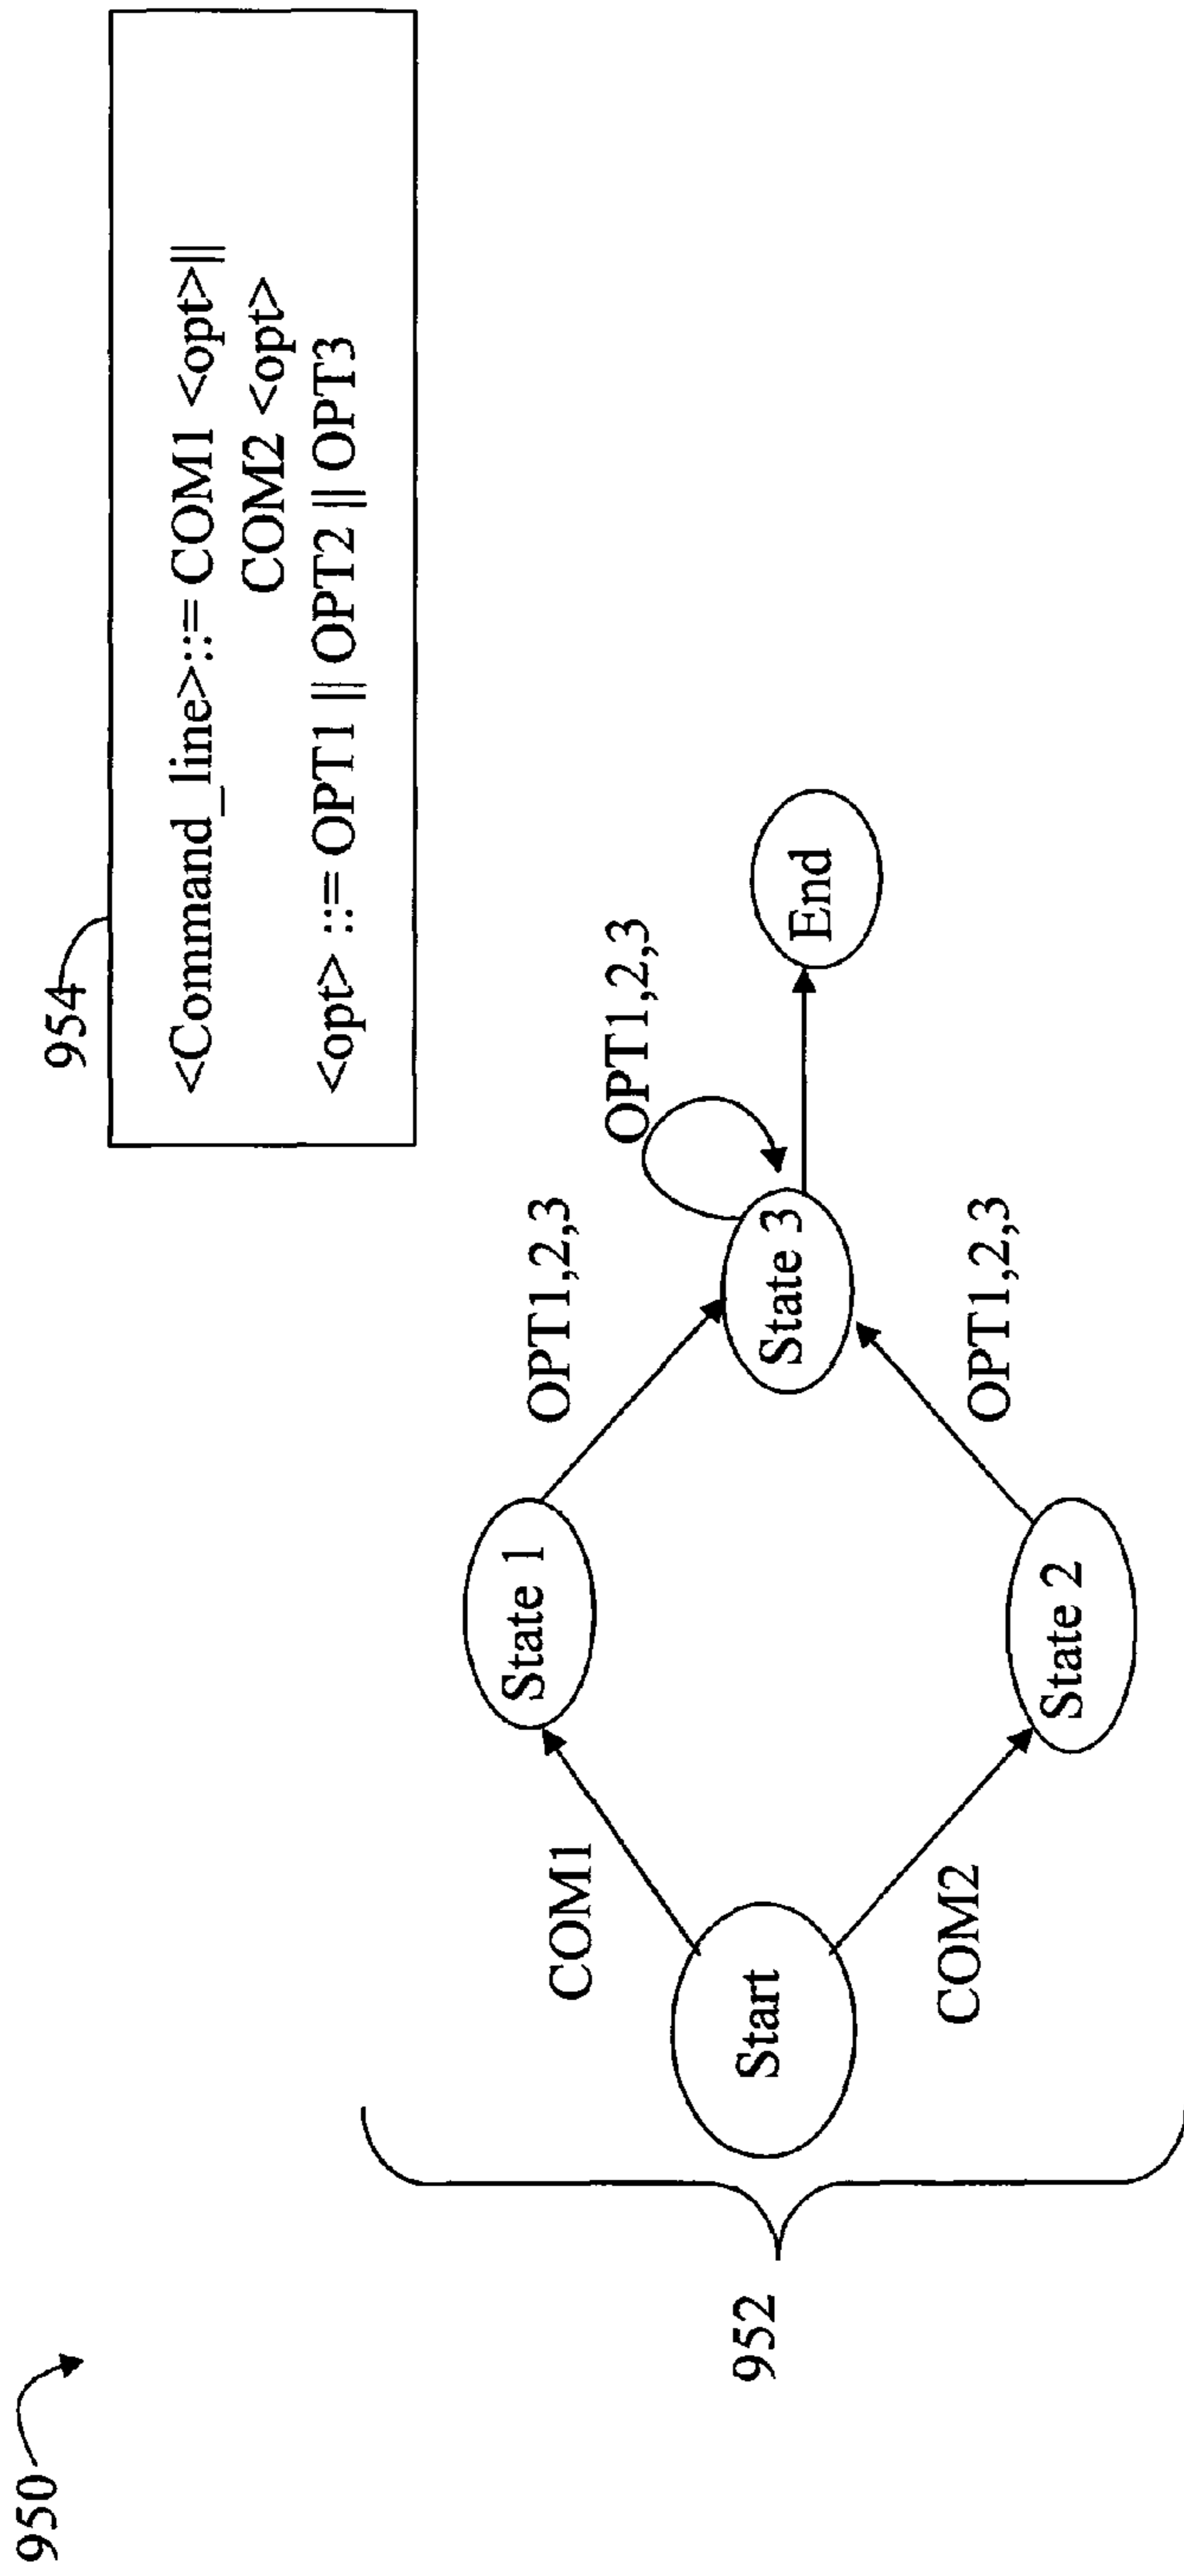 950
954
<Command_line>::= COM1 <opt>||
COM2 <opt>
<opt> ::= OPT1 || OPT2 || OPT3
952
Start
COM1
COM2
State 1
State 2
OPT1,2,3
OPT1,2,3
State 3
OPT1,2,3
End